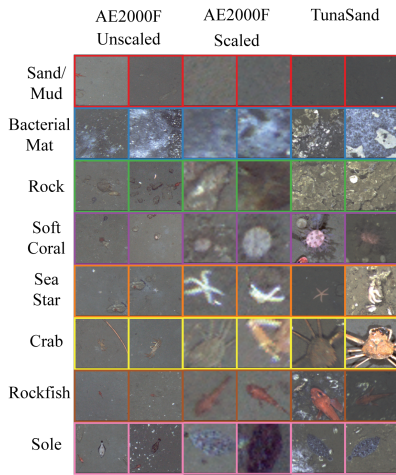 AE2000F
Unscaled
AE2000F
Scaled
TunaSand
Sand/
Mud
Bacterial
Mat
Rock
Soft
Coral
Sea
Star
Crab
Rockfish
Sole